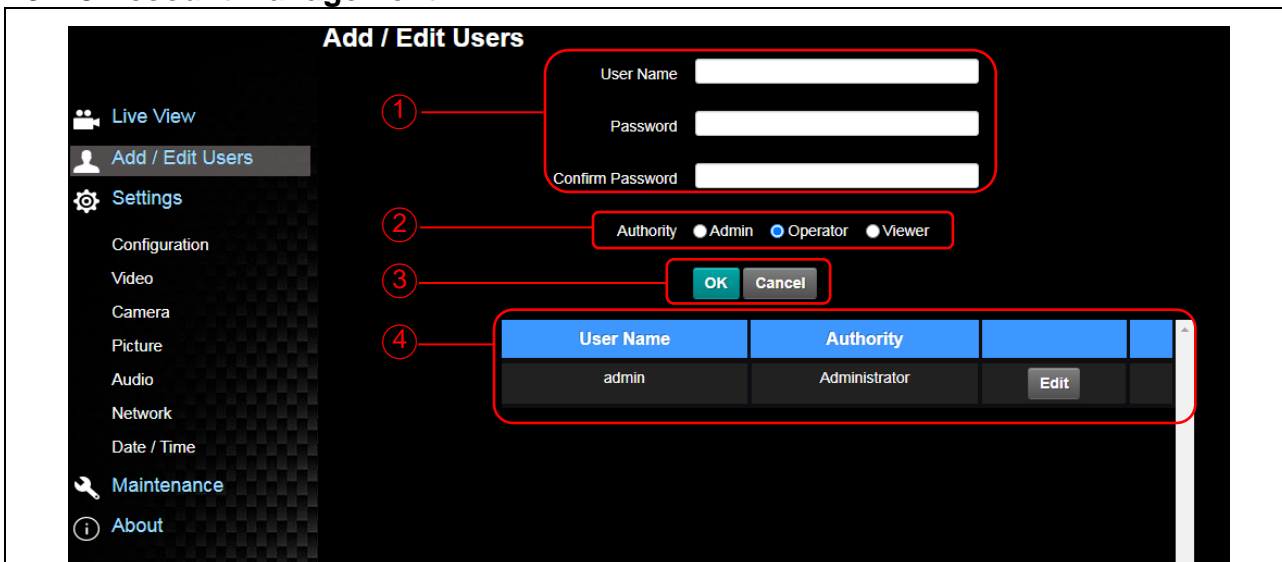 Add / Edit Users
Live View
Add / Edit Users
Settings
Configuration
Video
Camera
Picture
Audio
Network
Date / Time
Maintenance
About
1
User Name
Password
Confirm Password
2
Authority Admin Operator Viewer
3
OK Cancel
4
User Name Authority
admin Administrator Edit